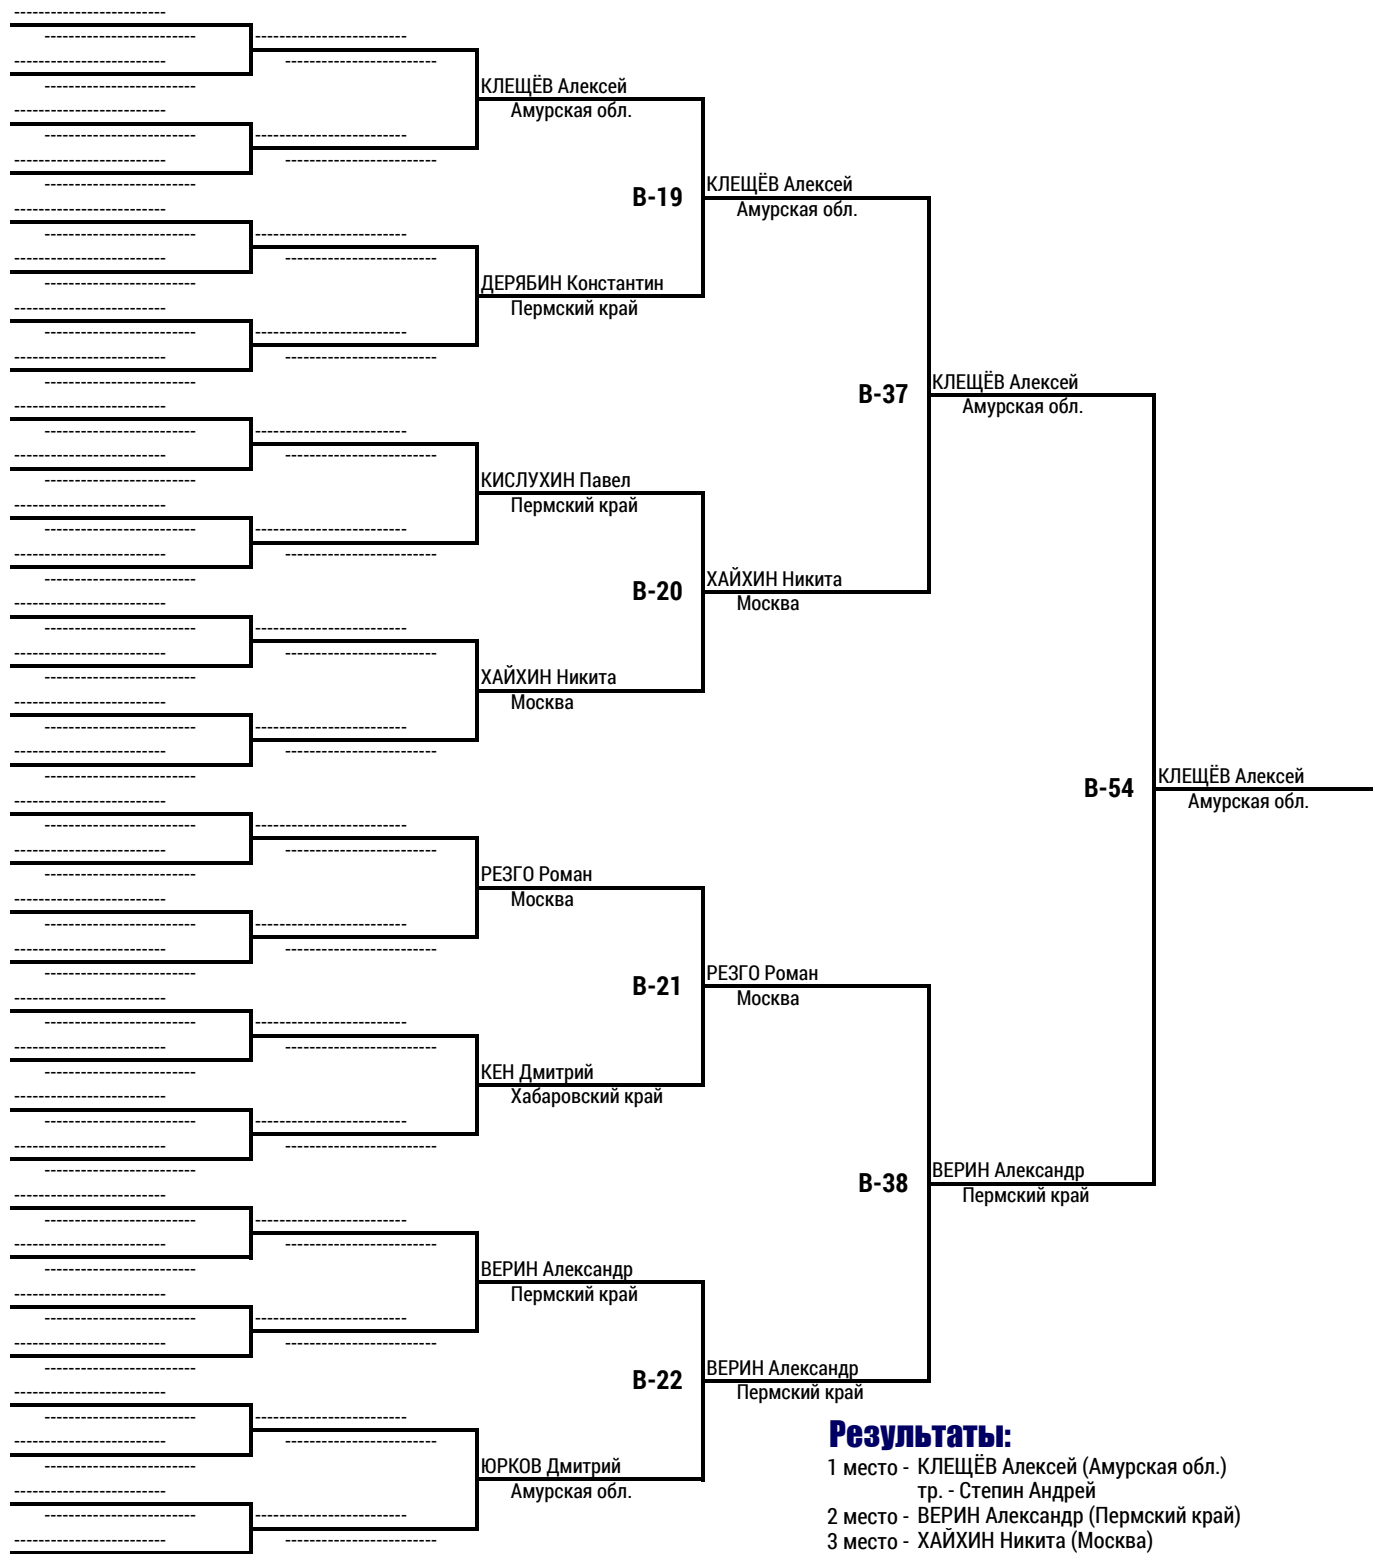 КЛЕЩЁВ Алексей
Амурская обл.
В-19
КЛЕЩЁВ Алексей
Амурская обл.
ДЕРЯБИН Константин
Пермский край
В-37
КЛЕЩЁВ Алексей
Амурская обл.
КИСЛУХИН Павел
Пермский край
В-20
ХАЙХИН Никита
Москва
ХАЙХИН Никита
Москва
В-54
КЛЕЩЁВ Алексей
Амурская обл.
РЕЗГО Роман
Москва
В-21
РЕЗГО Роман
Москва
КЕН Дмитрий
Хабаровский край
В-38
ВЕРИН Александр
Пермский край
ВЕРИН Александр
Пермский край
В-22
ВЕРИН Александр
Пермский край
ЮРКОВ Дмитрий
Амурская обл.
Результаты:
1 место - КЛЕЩЁВ Алексей (Амурская обл.)
тр. - Степин Андрей
2 место - ВЕРИН Александр (Пермский край)
3 место - ХАЙХИН Никита (Москва)